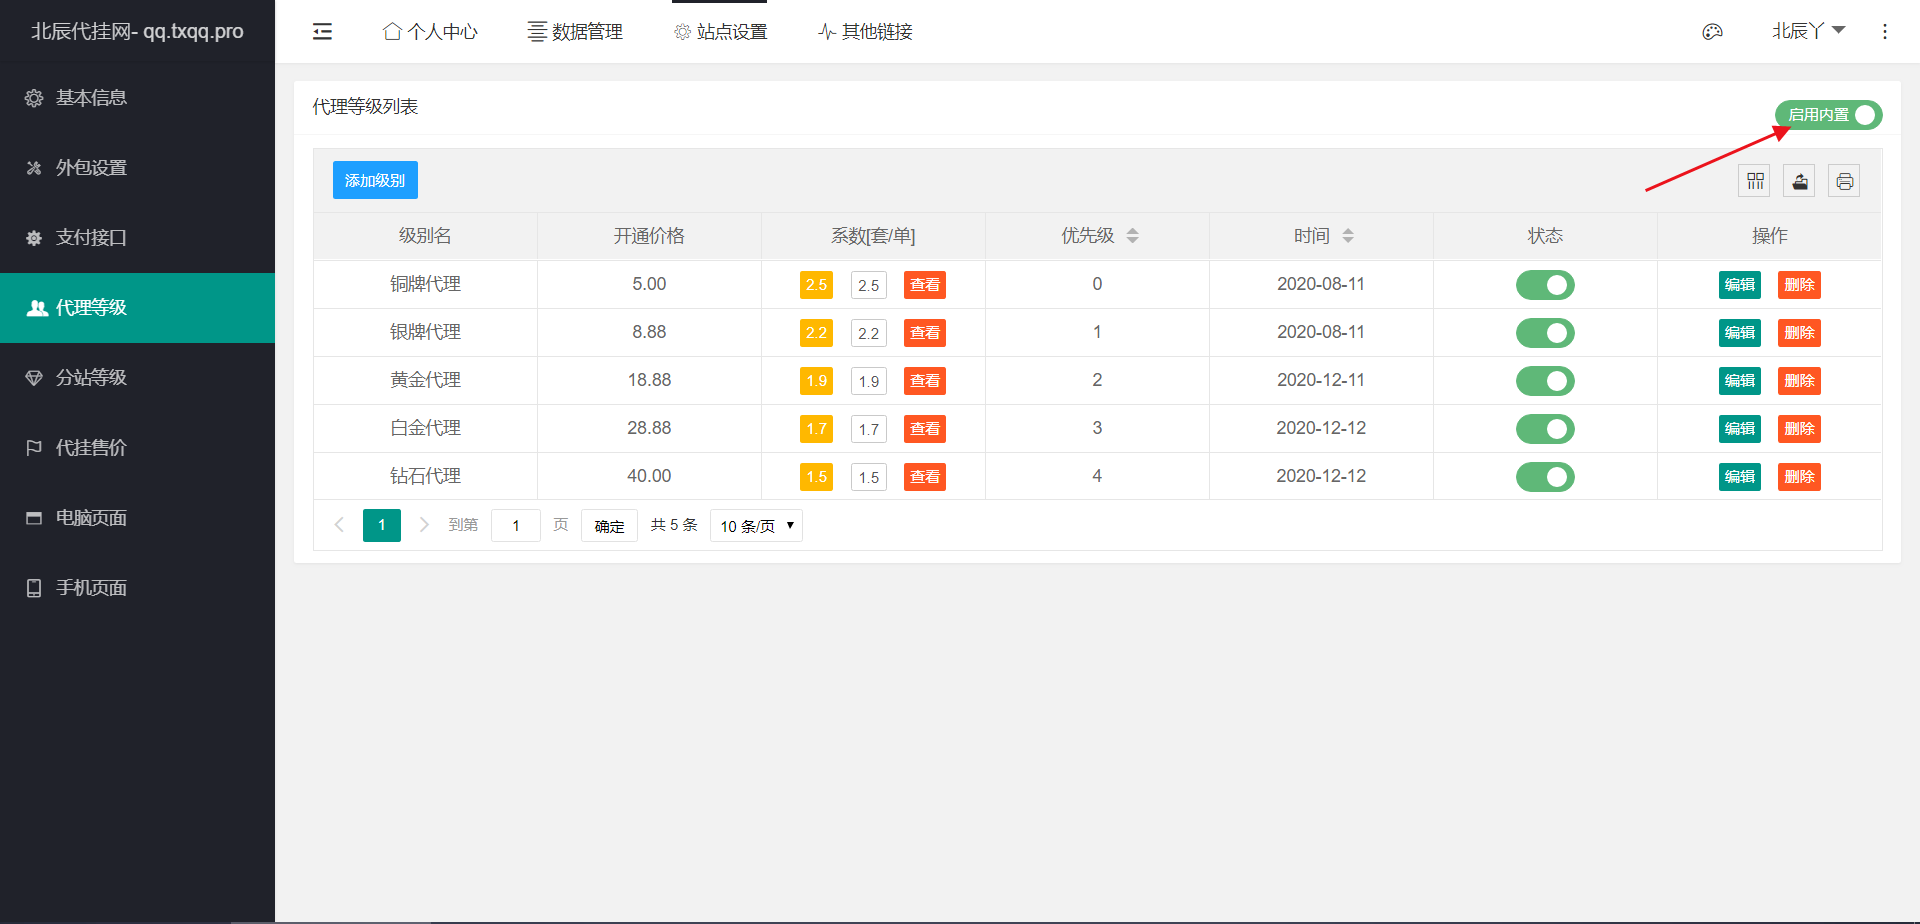 北辰代挂网- qq.txqq.pro
个人中心 数据管理 站点设置 其他链接 北辰丫
基本信息
外包设置
支付接口
代理等级
分站等级
代挂售价
电脑页面
手机页面
代理等级列表
启用内置
添加级别
级别名 开通价格 系数[套/单] 优先级 时间 状态 操作
铜牌代理 5.00 2.5 2.5 查看 0 2020-08-11 编辑 删除
银牌代理 8.88 2.2 2.2 查看 1 2020-08-11 编辑 删除
黄金代理 18.88 1.9 1.9 查看 2 2020-12-11 编辑 删除
白金代理 28.88 1.7 1.7 查看 3 2020-12-12 编辑 删除
钻石代理 40.00 1.5 1.5 查看 4 2020-12-12 编辑 删除
1 到第 1 页 确定 共 5 条 10 条/页